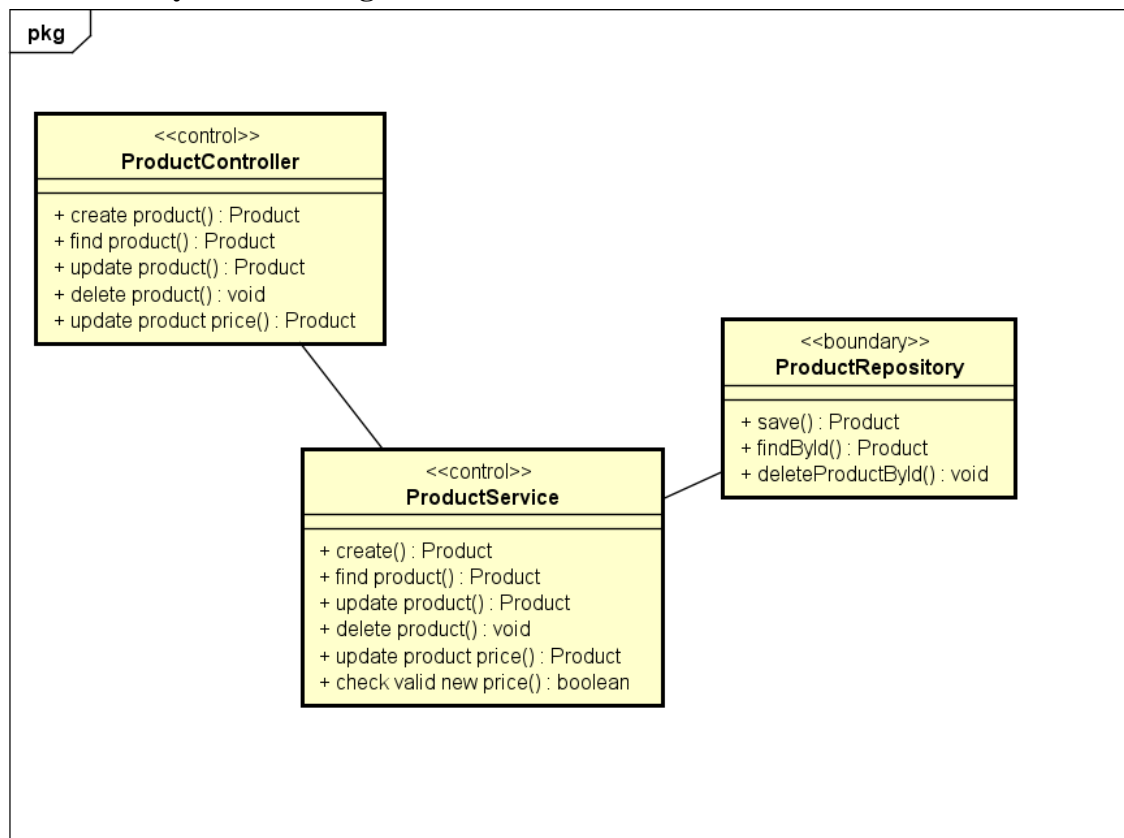 pkg
<<control>>
ProductController
+ create product() : Product
+ find product() : Product
+ update product() : Product
+ delete product() : void
+ update product price() : Product
<<boundary>>
ProductRepository
+ save() : Product
+ findById() : Product
+ deleteProductById() : void
<<control>>
ProductService
+ create() : Product
+ find product() : Product
+ update product() : Product
+ delete product() : void
+ update product price() : Product
+ check valid new price() : boolean